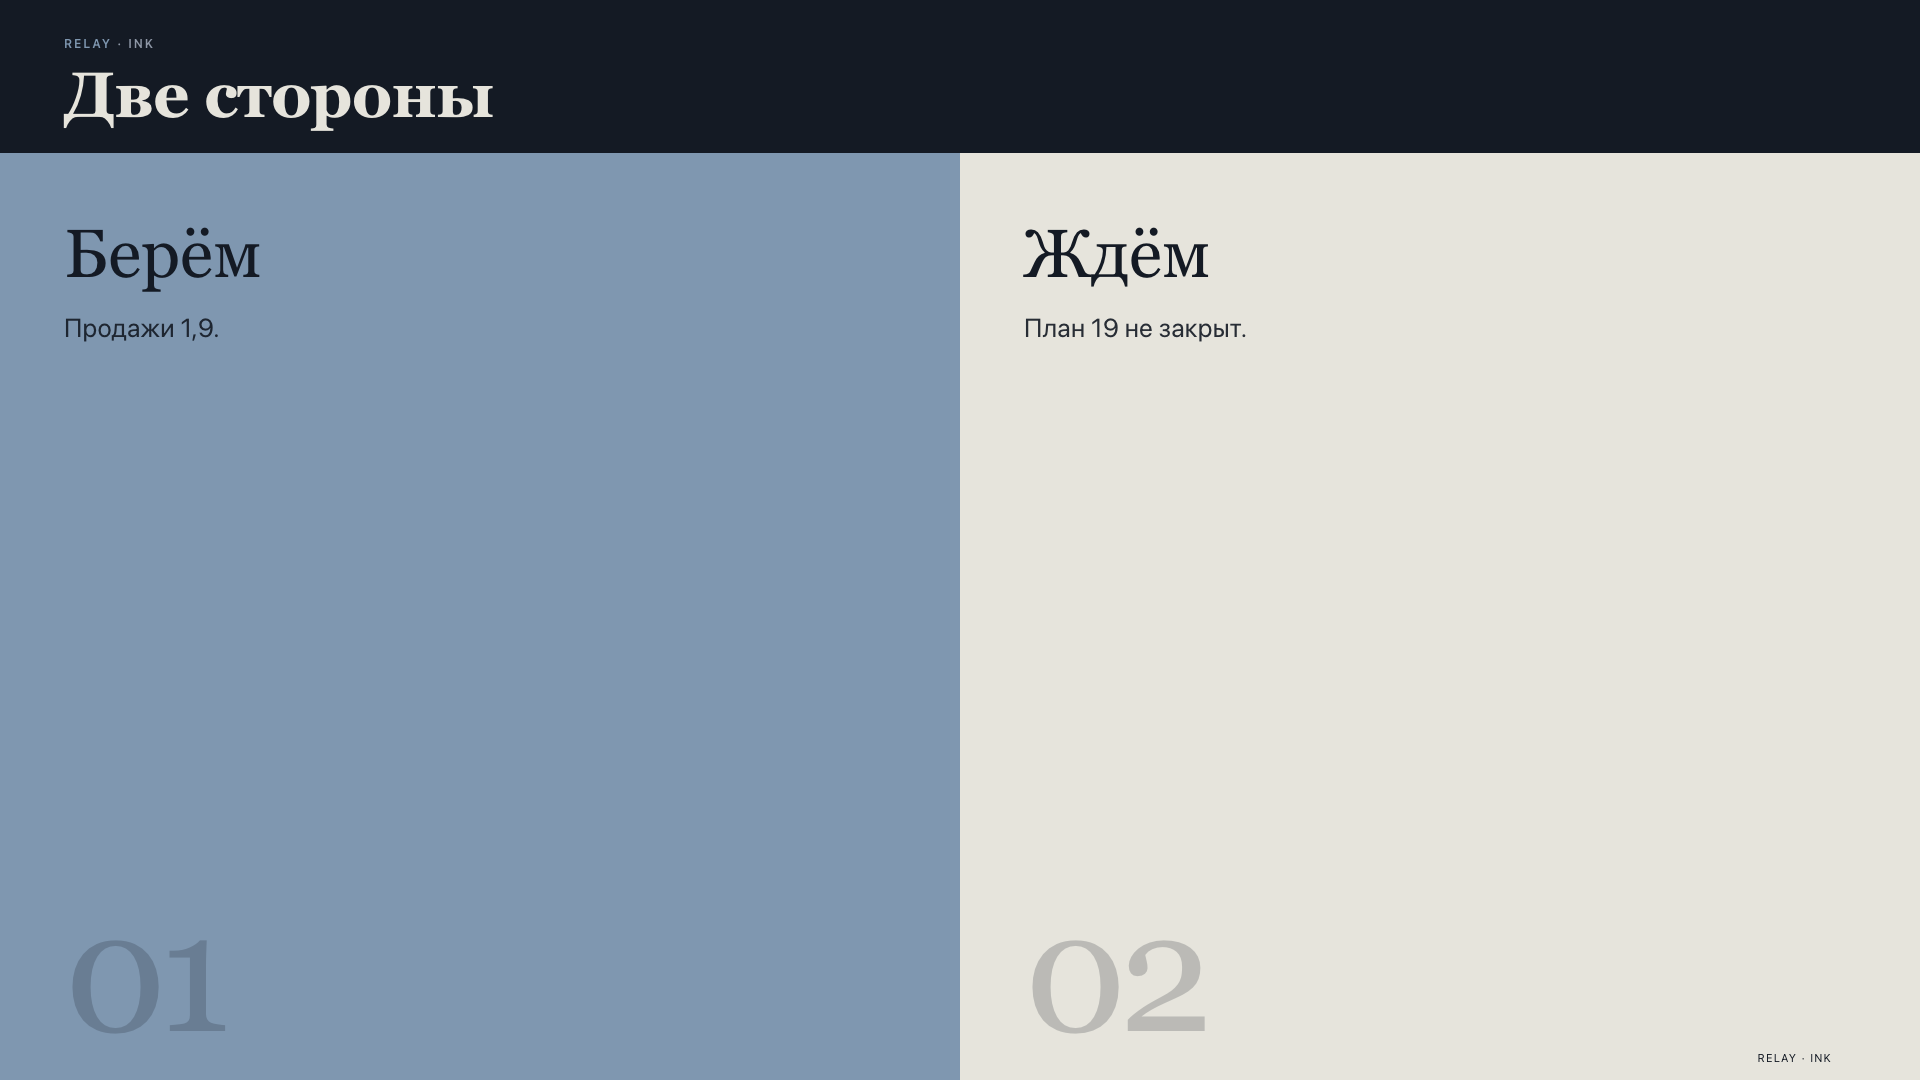 RELAY · INK
Две стороны
Берём
Продажи 1,9.
01
Ждём
План 19 не закрыт.
02
RELAY · INK